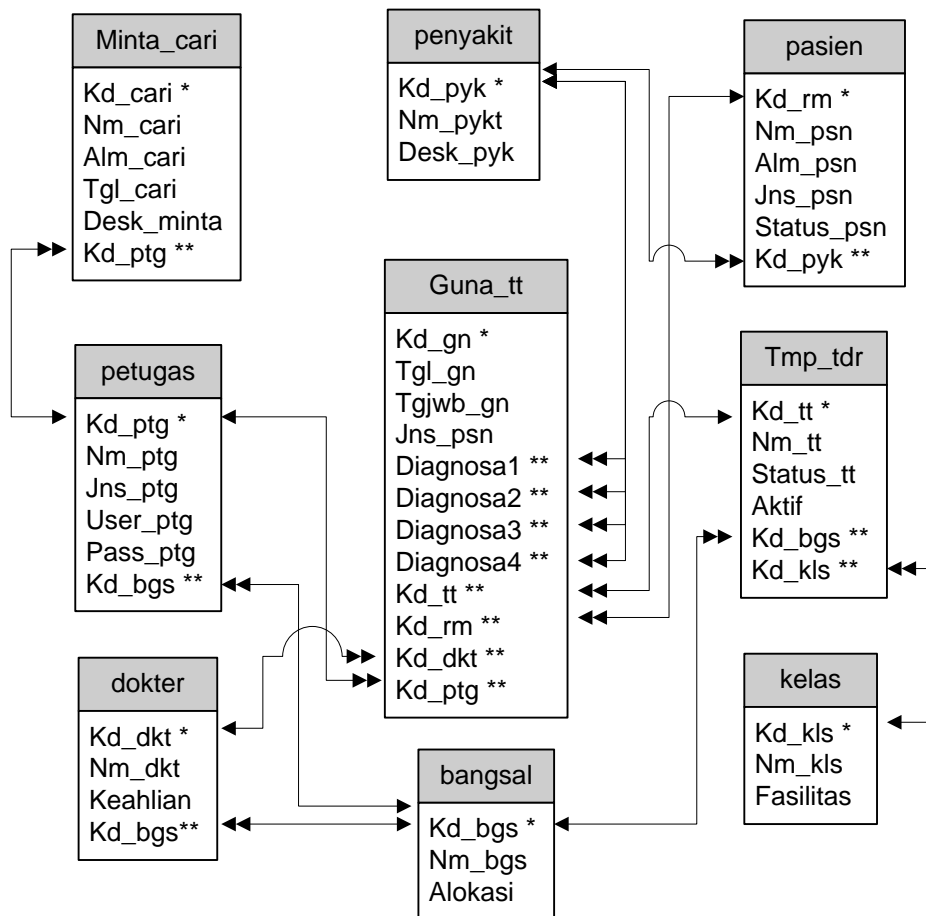 Minta_cari
Kd_cari *
Nm_cari
Alm_cari
Tgl_cari
Desk_minta
Kd_ptg **
penyakit
Kd_pyk *
Nm_pykt
Desk_pyk
pasien
Kd_rm *
Nm_psn
Alm_psn
Jns_psn
Status_psn
Kd_pyk **
Guna_tt
Kd_gn *
Tgl_gn
Tgjwb_gn
Jns_psn
Diagnosa1 **
Diagnosa2 **
Diagnosa3 **
Diagnosa4 **
Kd_tt **
Kd_rm **
Kd_dkt **
Kd_ptg **
petugas
Kd_ptg *
Nm_ptg
Jns_ptg
User_ptg
Pass_ptg
Kd_bgs **
Tmp_tdr
Kd_tt *
Nm_tt
Status_tt
Aktif
Kd_bgs **
Kd_kls **
dokter
Kd_dkt *
Nm_dkt
Keahlian
Kd_bgs**
bangsal
Kd_bgs *
Nm_bgs
Alokasi
kelas
Kd_kls *
Nm_kls
Fasilitas